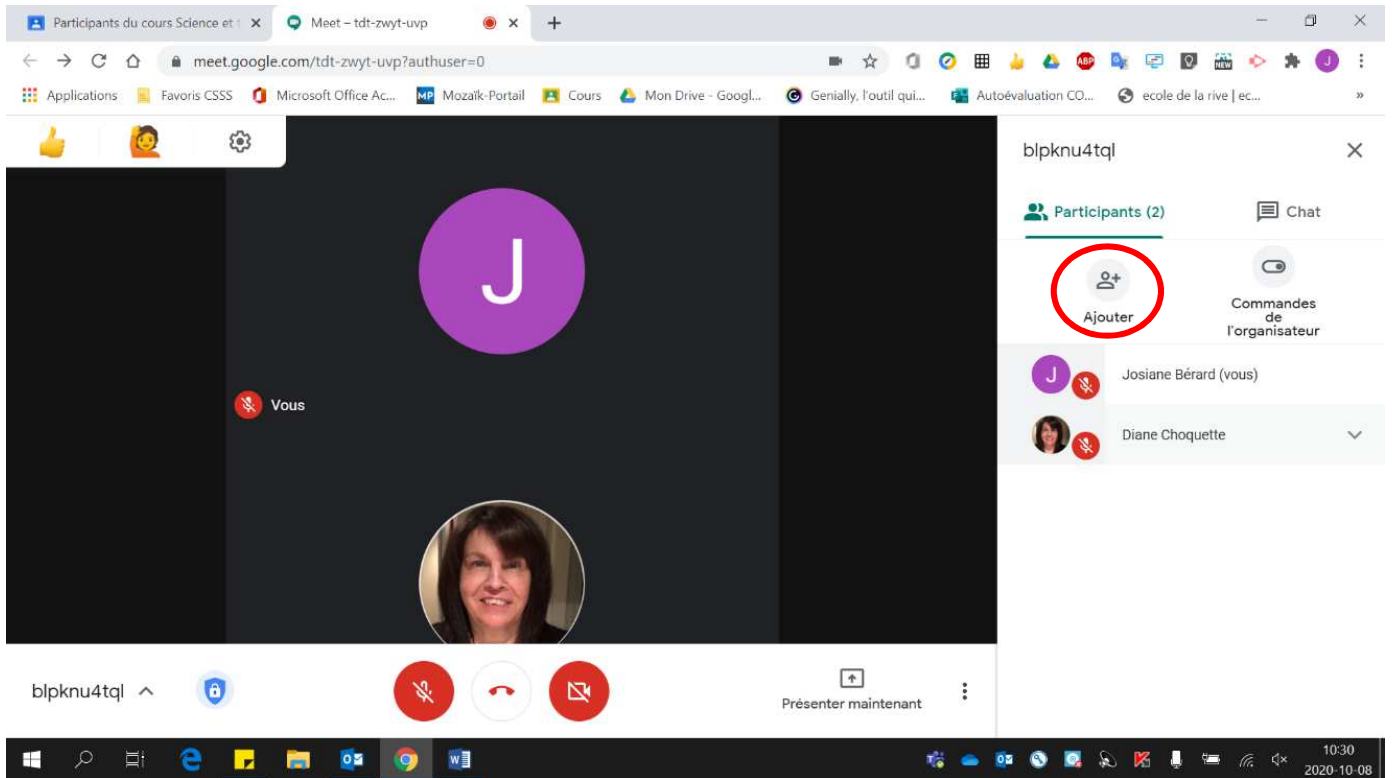 Participants du cours Science et t
Meet – tdt-zwyt-uvp
meet.google.com/tdt-zwyt-uvp?authuser=0
ABP
NEW
J
Applications
Favoris CSSS
Microsoft Office Ac...
MP Mozaïk-Portail
Cours
Mon Drive - Googl...
Genially, l'outil qui...
Autoévaluation CO...
ecole de la rive | ec...
»
blpknu4tql
Participants (2)
Chat
J
Ajouter
Commandes
de
l'organisateur
J
Josiane Bérard (vous)
Vous
Diane Choquette
blpknu4tql
Présenter maintenant
10:30
2020-10-08